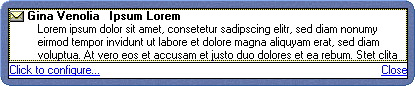 Gina Venolia Ipsum Lorem
Lorem ipsum dolor sit amet, consetetur sadipscing elitr, sed diam nonumy
eirmod tempor invidunt ut labore et dolore magna aliquyam erat, sed diam
voluptua. At vero eos et accusam et justo duo dolores et ea rebum. Stet clita
Click to configure... Close